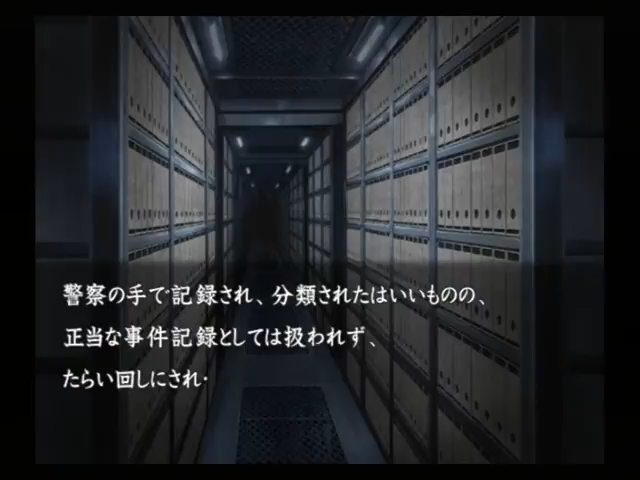 警察の手で記録され、分類されたはいいものの、
正当な事件記録としては扱われず、
たらい回しにされ･